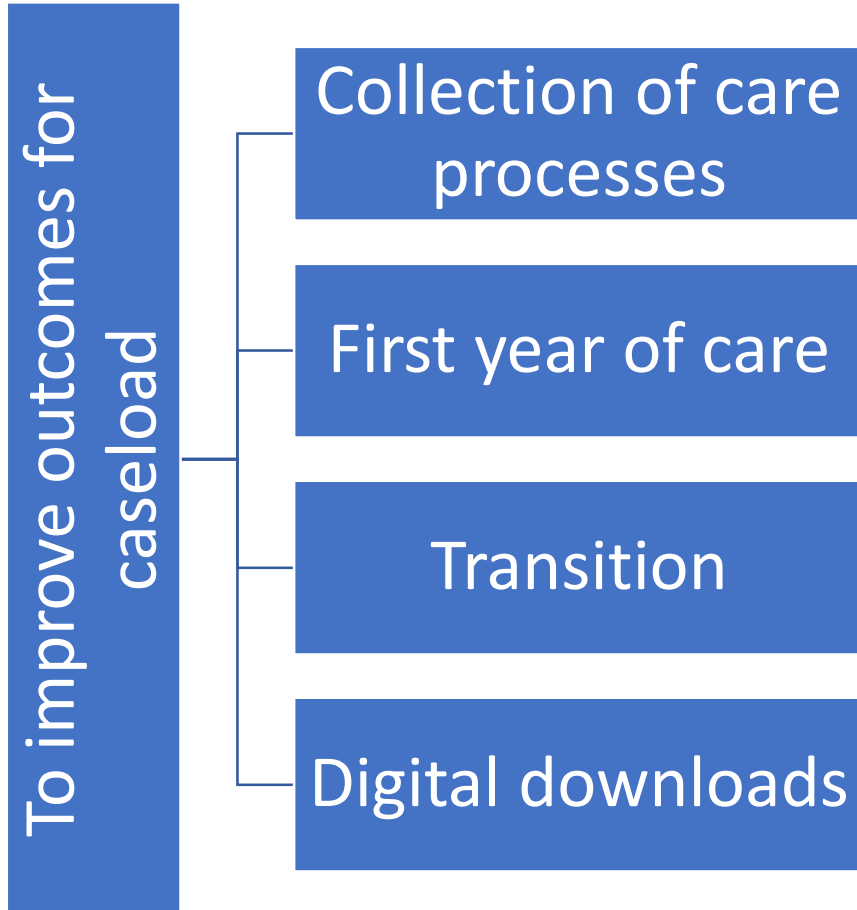 To improve outcomes for
caseload
Collection of care
processes
First year of care
Transition
Digital downloads